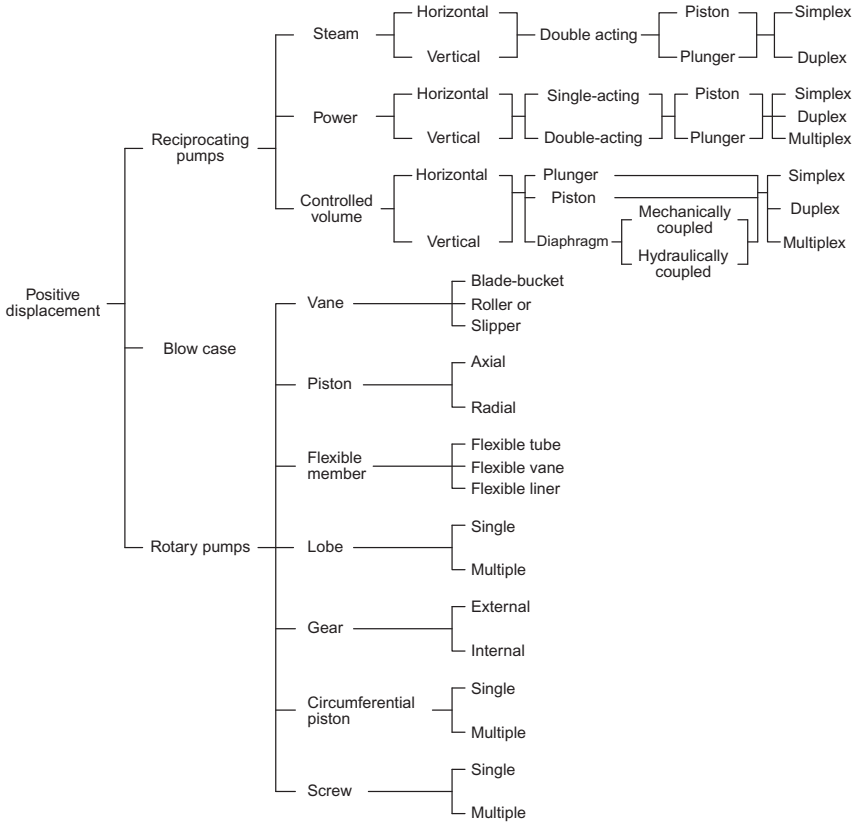 Horizontal
Piston
Simplex
Steam
Double acting
Vertical
Plunger
Duplex
Horizontal
Single-acting
Piston
Simplex
Power
Duplex
Vertical
Double-acting
Plunger
Multiplex
Reciprocating
pumps
Horizontal
Plunger
Simplex
Piston
Controlled
volume
Mechanically
coupled
Duplex
Vertical
Diaphragm
Multiplex
Hydraulically
coupled
Positive
displacement
Vane
Blade-bucket
Roller or
Slipper
Blow case
Piston
Axial
Radial
Flexible
member
Flexible tube
Flexible vane
Flexible liner
Rotary pumps
Lobe
Single
Multiple
Gear
External
Internal
Circumferential
piston
Single
Multiple
Screw
Single
Multiple